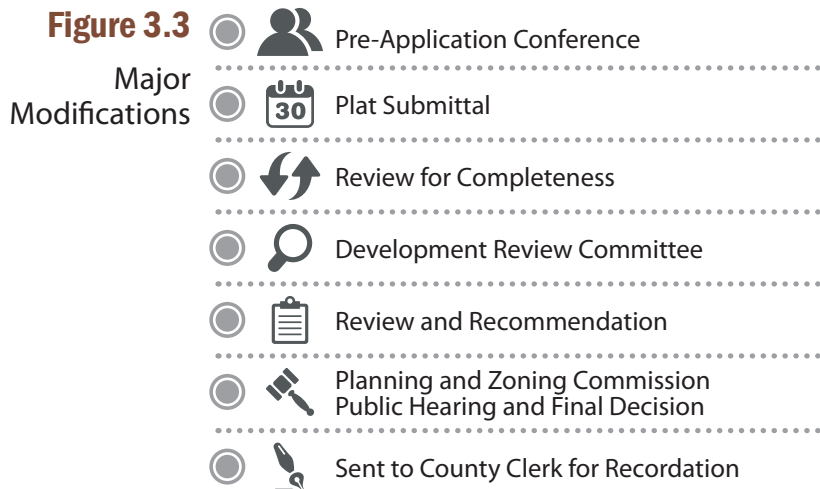 Figure 3.3
Major
Modifications
Pre-Application Conference
30
Plat Submittal
Review for Completeness
Development Review Committee
Review and Recommendation
Planning and Zoning Commission
Public Hearing and Final Decision
Sent to County Clerk for Recordation